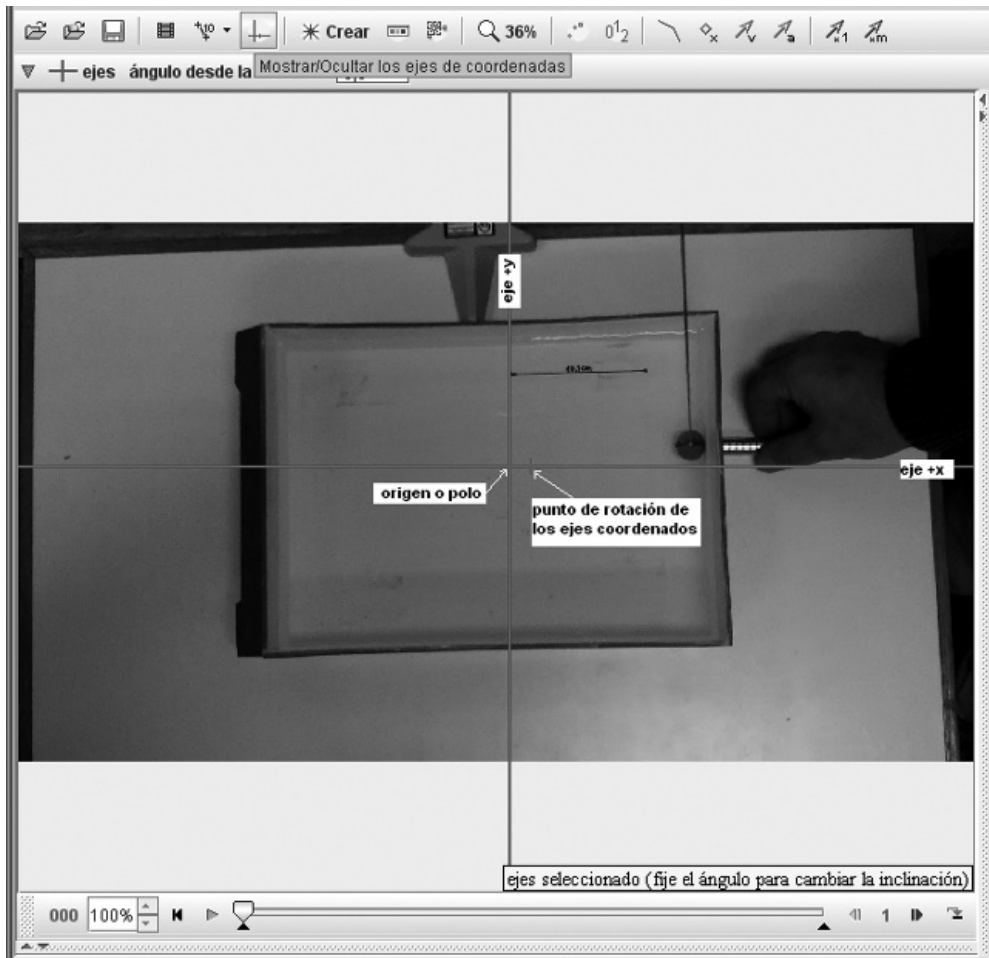 Crear 36%
Mostrar/Ocultar los ejes de coordenadas
ejes ángulo desde la
eje +y
eje +x
origen o polo
punto de rotación de
los ejes coordenados
ejes seleccionado (fije el ángulo para cambiar la inclinación)
000 100% 1